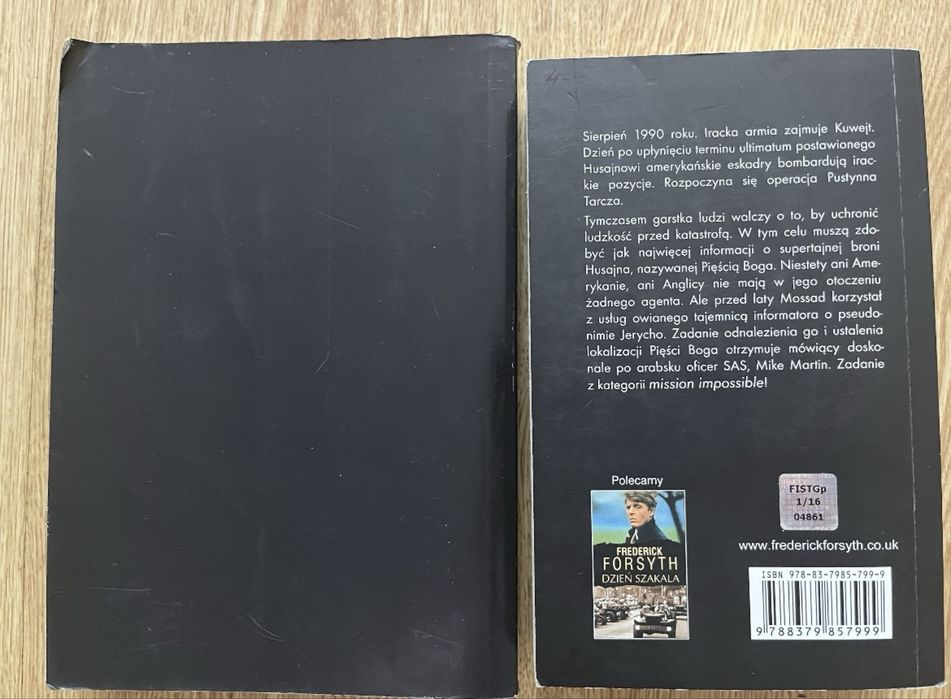 4-
Sierpień 1990 roku. Iracka armia zajmuje Kuwejt.
Dzień po upłynięciu terminu ultimatum postawionego
Husajnowi amerykańskie eskadry bombardują irac-
kie pozycje. Rozpoczyna się operacja Pustynna
Tarcza.
Tymczasem garstka ludzi walczy o to, by uchronić
ludzkość przed katastrofą. W tym celu muszą zdo-
być jak najwięcej informacji o supertajnej broni
Husajna, nazywanej Pięścią Boga. Niestety ani Ame-
rykanie, ani Anglicy nie mają w jego otoczeniu
żadnego agenta. Ale przed laty Mossad korzystał
z usług owianego tajemnicą informatora o pseudo-
nimie Jerycho. Zadanie odnalezienia go i ustalenia
lokalizacji Pięści Boga otrzymuje mówiący dosko-
nale po arabsku oficer SAS, Mike Martin. Zadanie
z kategorii mission impossible!
Polecamy
FREDERICK
FORSYTH
DZIEŃ SZAKALA
FISTGp
1/16
04861
www.frederickforsyth.co.uk
ISBN 978-83-7985-799-9
9 788379 857999